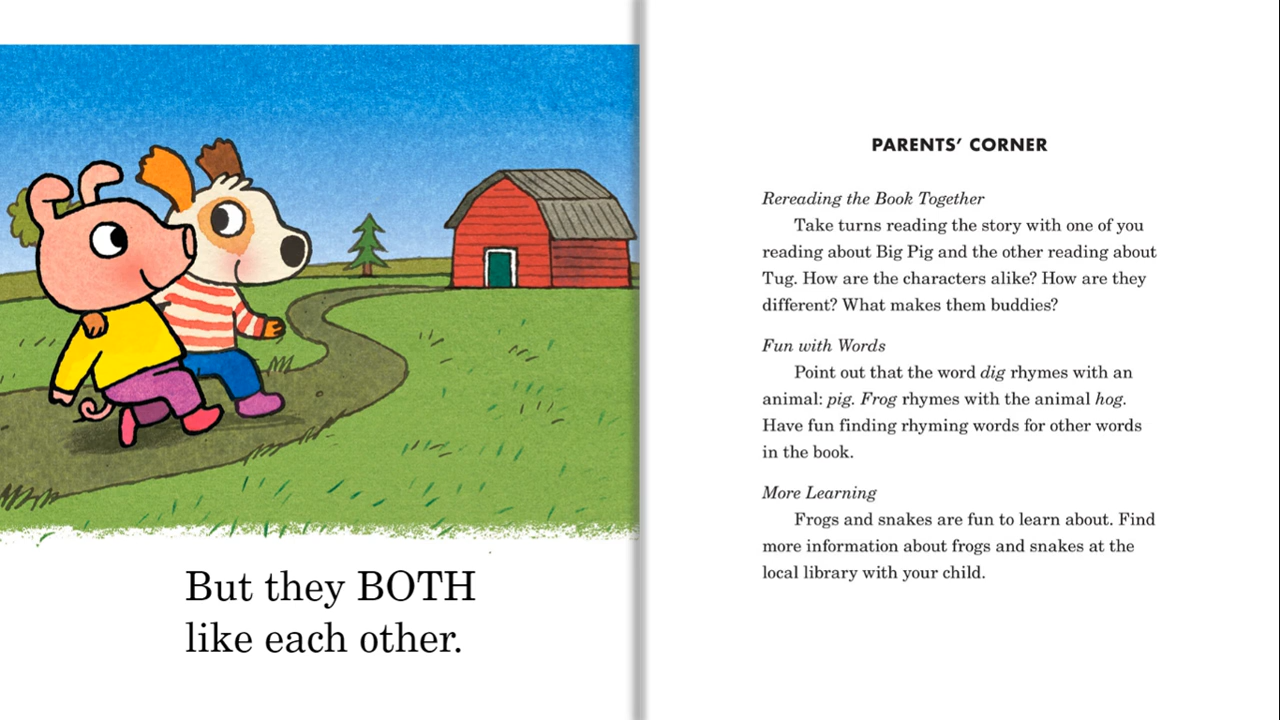 But they BOTH
like each other.
PARENTS’ CORNER
Rereading the Book Together
Take turns reading the story with one of you
reading about Big Pig and the other reading about
Tug. How are the characters alike? How are they
different? What makes them buddies?
Fun with Words
Point out that the word dig rhymes with an
animal: pig. Frog rhymes with the animal hog.
Have fun finding rhyming words for other words
in the book.
More Learning
Frogs and snakes are fun to learn about. Find
more information about frogs and snakes at the
local library with your child.